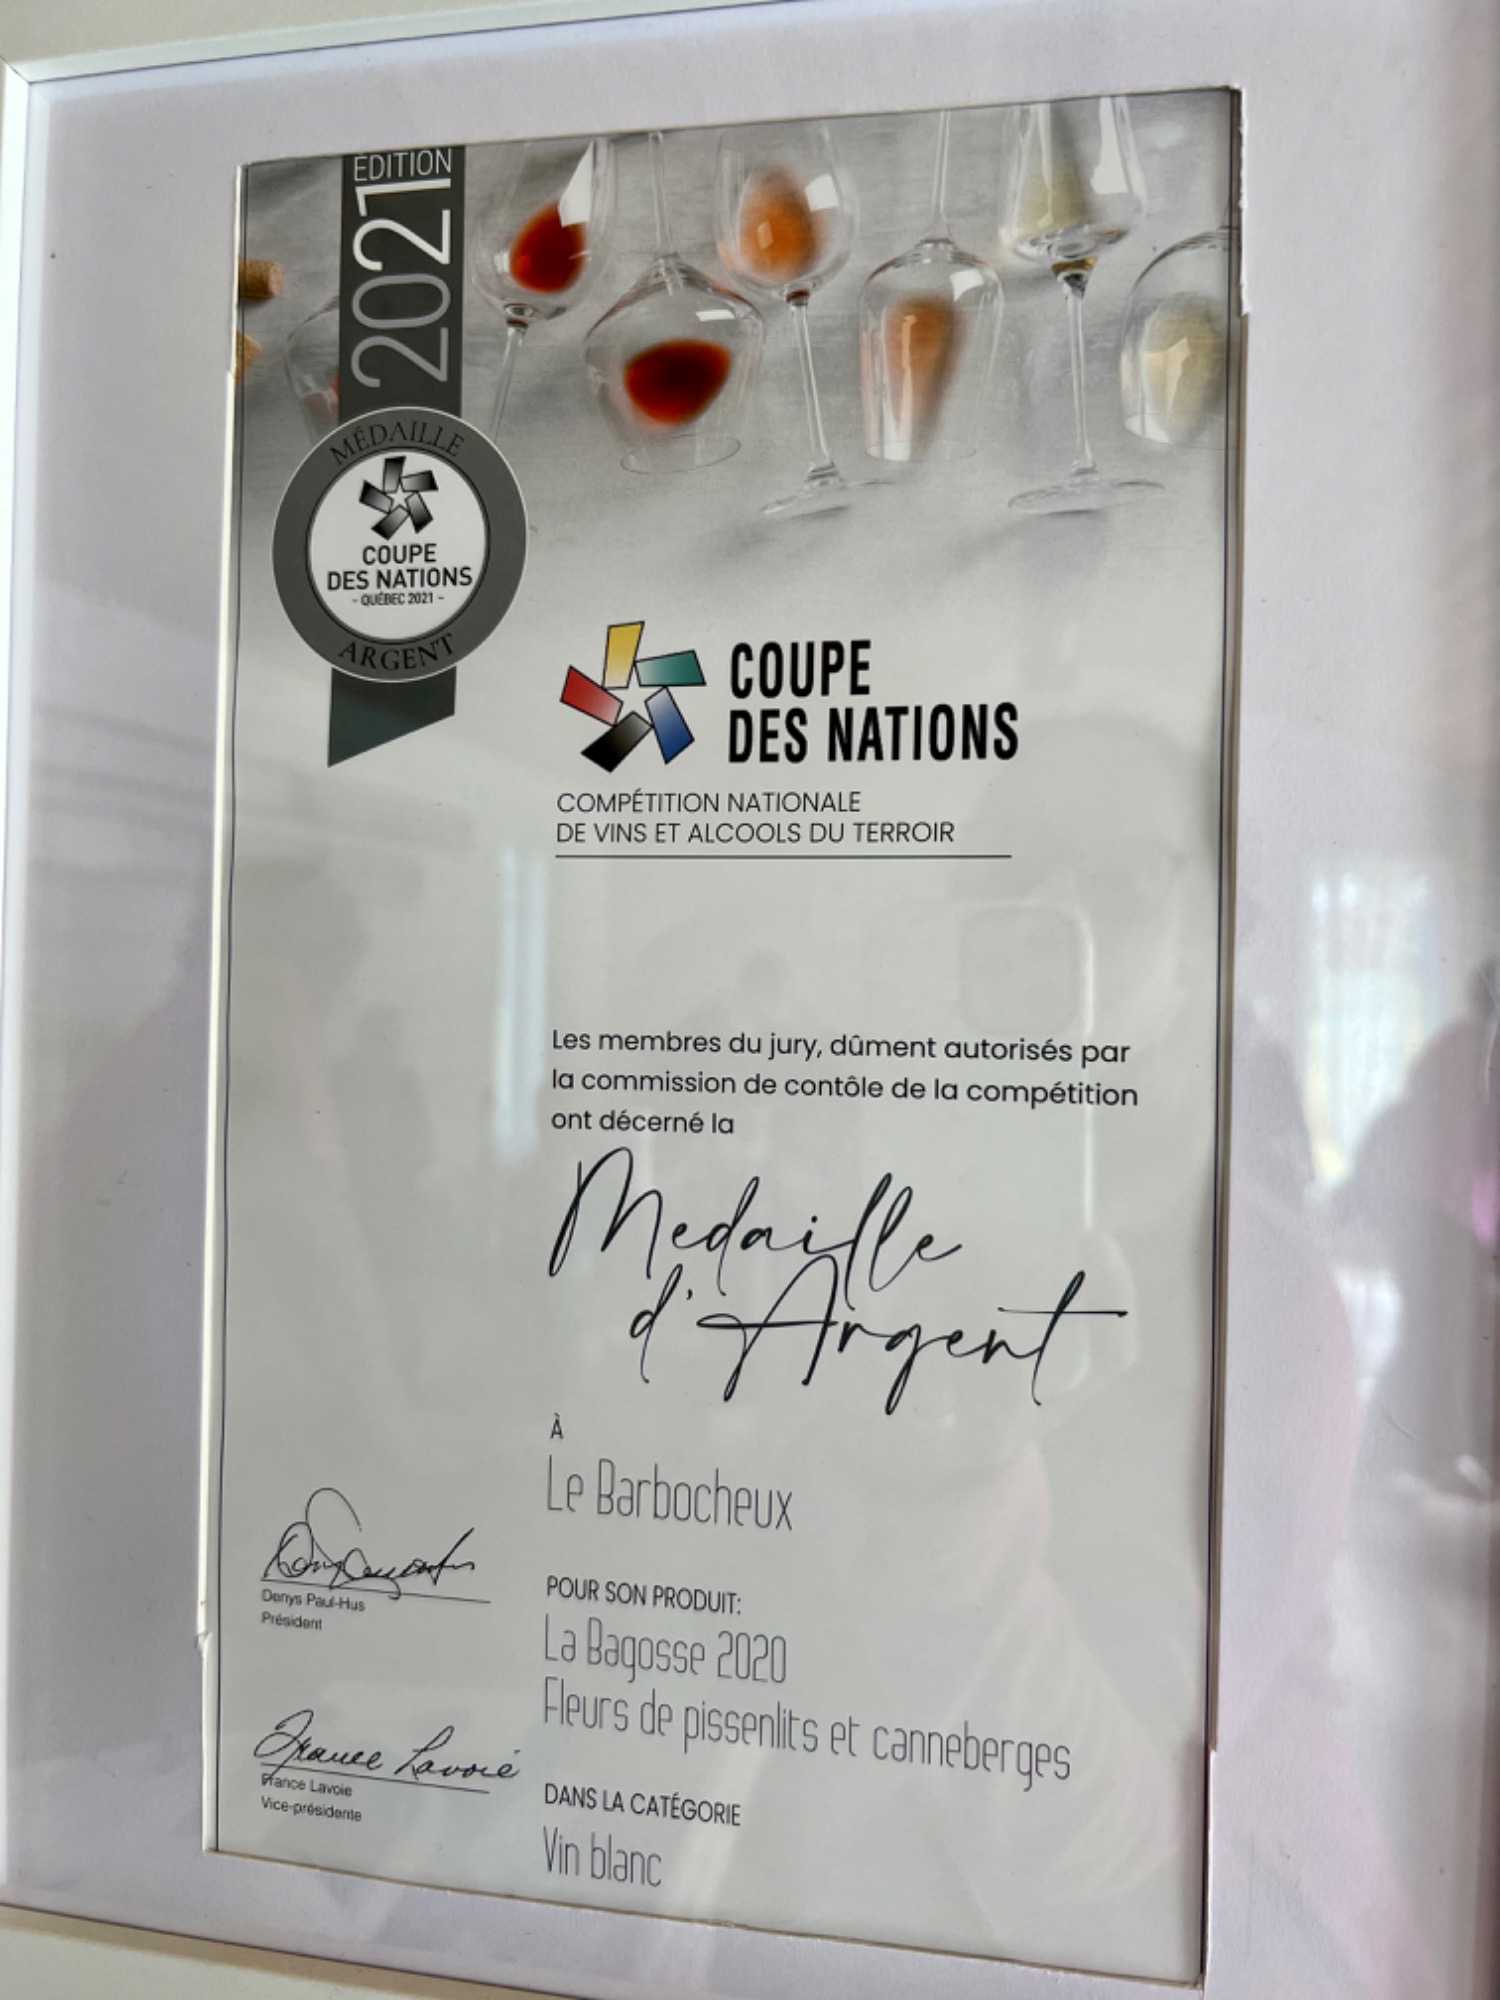 ÉDITION
2021
MÉDAILLE
COUPE
DES NATIONS
- QUÉBEC 2021 -
ARGENT
COUPE
DES NATIONS
COMPÉTITION NATIONALE
DE VINS ET ALCOOLS DU TERROIR
Les membres du jury, dûment autorisés par
la commission de contôle de la compétition
ont décerné la
Medaille
d'Argent
À
Le Barbocheux
POUR SON PRODUIT:
La Bagosse 2020
Fleurs de pissenlits et canneberges
DANS LA CATÉGORIE
Vin blanc
Denys Paul-Hus
Président
France Lavoie
France Lavoie
Vice-présidente